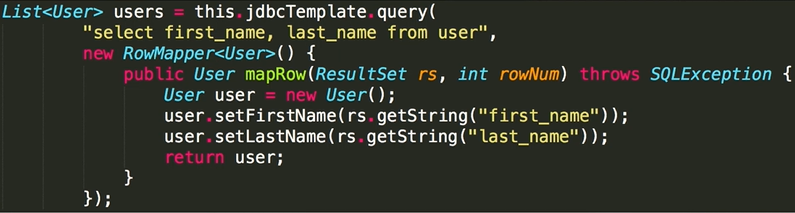 List<User> users = this.jdbcTemplate.query(
"select first_name, last_name from user",
new RowMapper<User>() {
public User mapRow(ResultSet rs, int rowNum) throws SQLException {
User user = new User();
user.setFirstName(rs.getString("first_name"));
user.setLastName(rs.getString("last_name"));
return user;
}
});